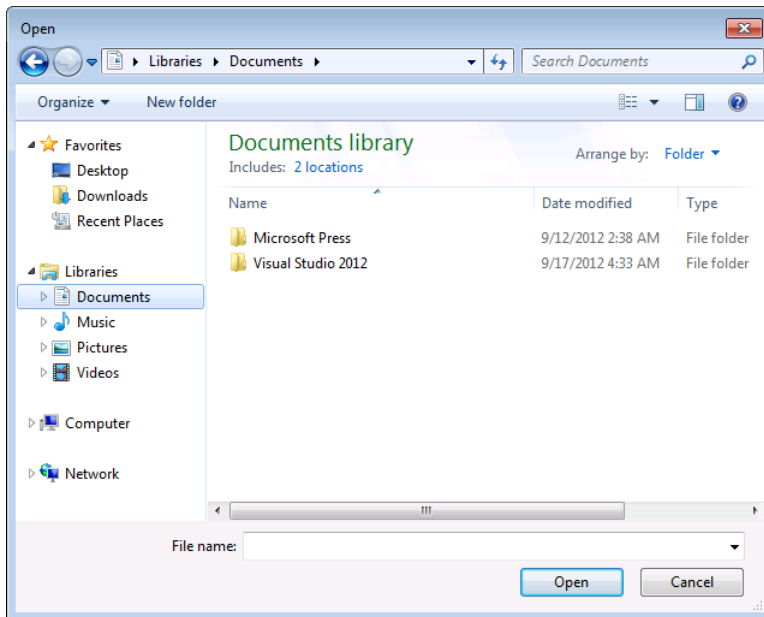 Open
Libraries Documents Search Documents
Organize New folder
Favorites
Desktop
Downloads
Recent Places
Libraries
Documents
Music
Pictures
Videos
Computer
Network
Documents library
Includes: 2 locations
Arrange by: Folder
Name Date modified Type
Microsoft Press 9/12/2012 2:38 AM File folder
Visual Studio 2012 9/17/2012 4:33 AM File folder
File name:
Open Cancel